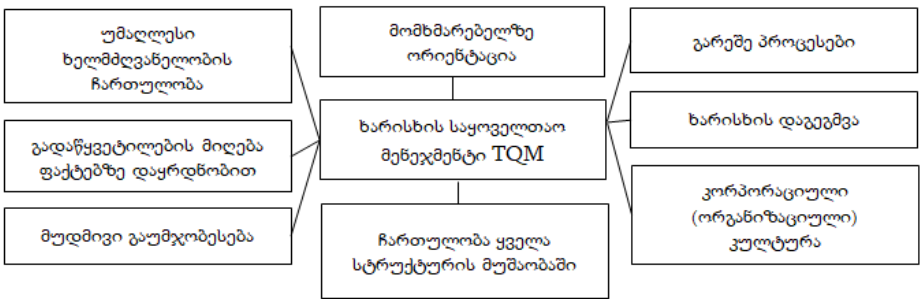 უმაღლესი
ხელმძღვანელობის
ჩართულობა
გადაწყვეტილების მიღება
ფაქტებზე დაყრდნობით
მუდმივი გაუმჯობესება
მომხმარებელზე
ორიენტაცია
ხარისხის საყოველთაო
მენეჯმენტი TQM
ჩართულობა ყველა
სტრუქტურის მუშაობაში
გარეშე პროცესები
ხარისხის დაგეგმვა
კორპორაციული
(ორგანიზაციული)
კულტურა